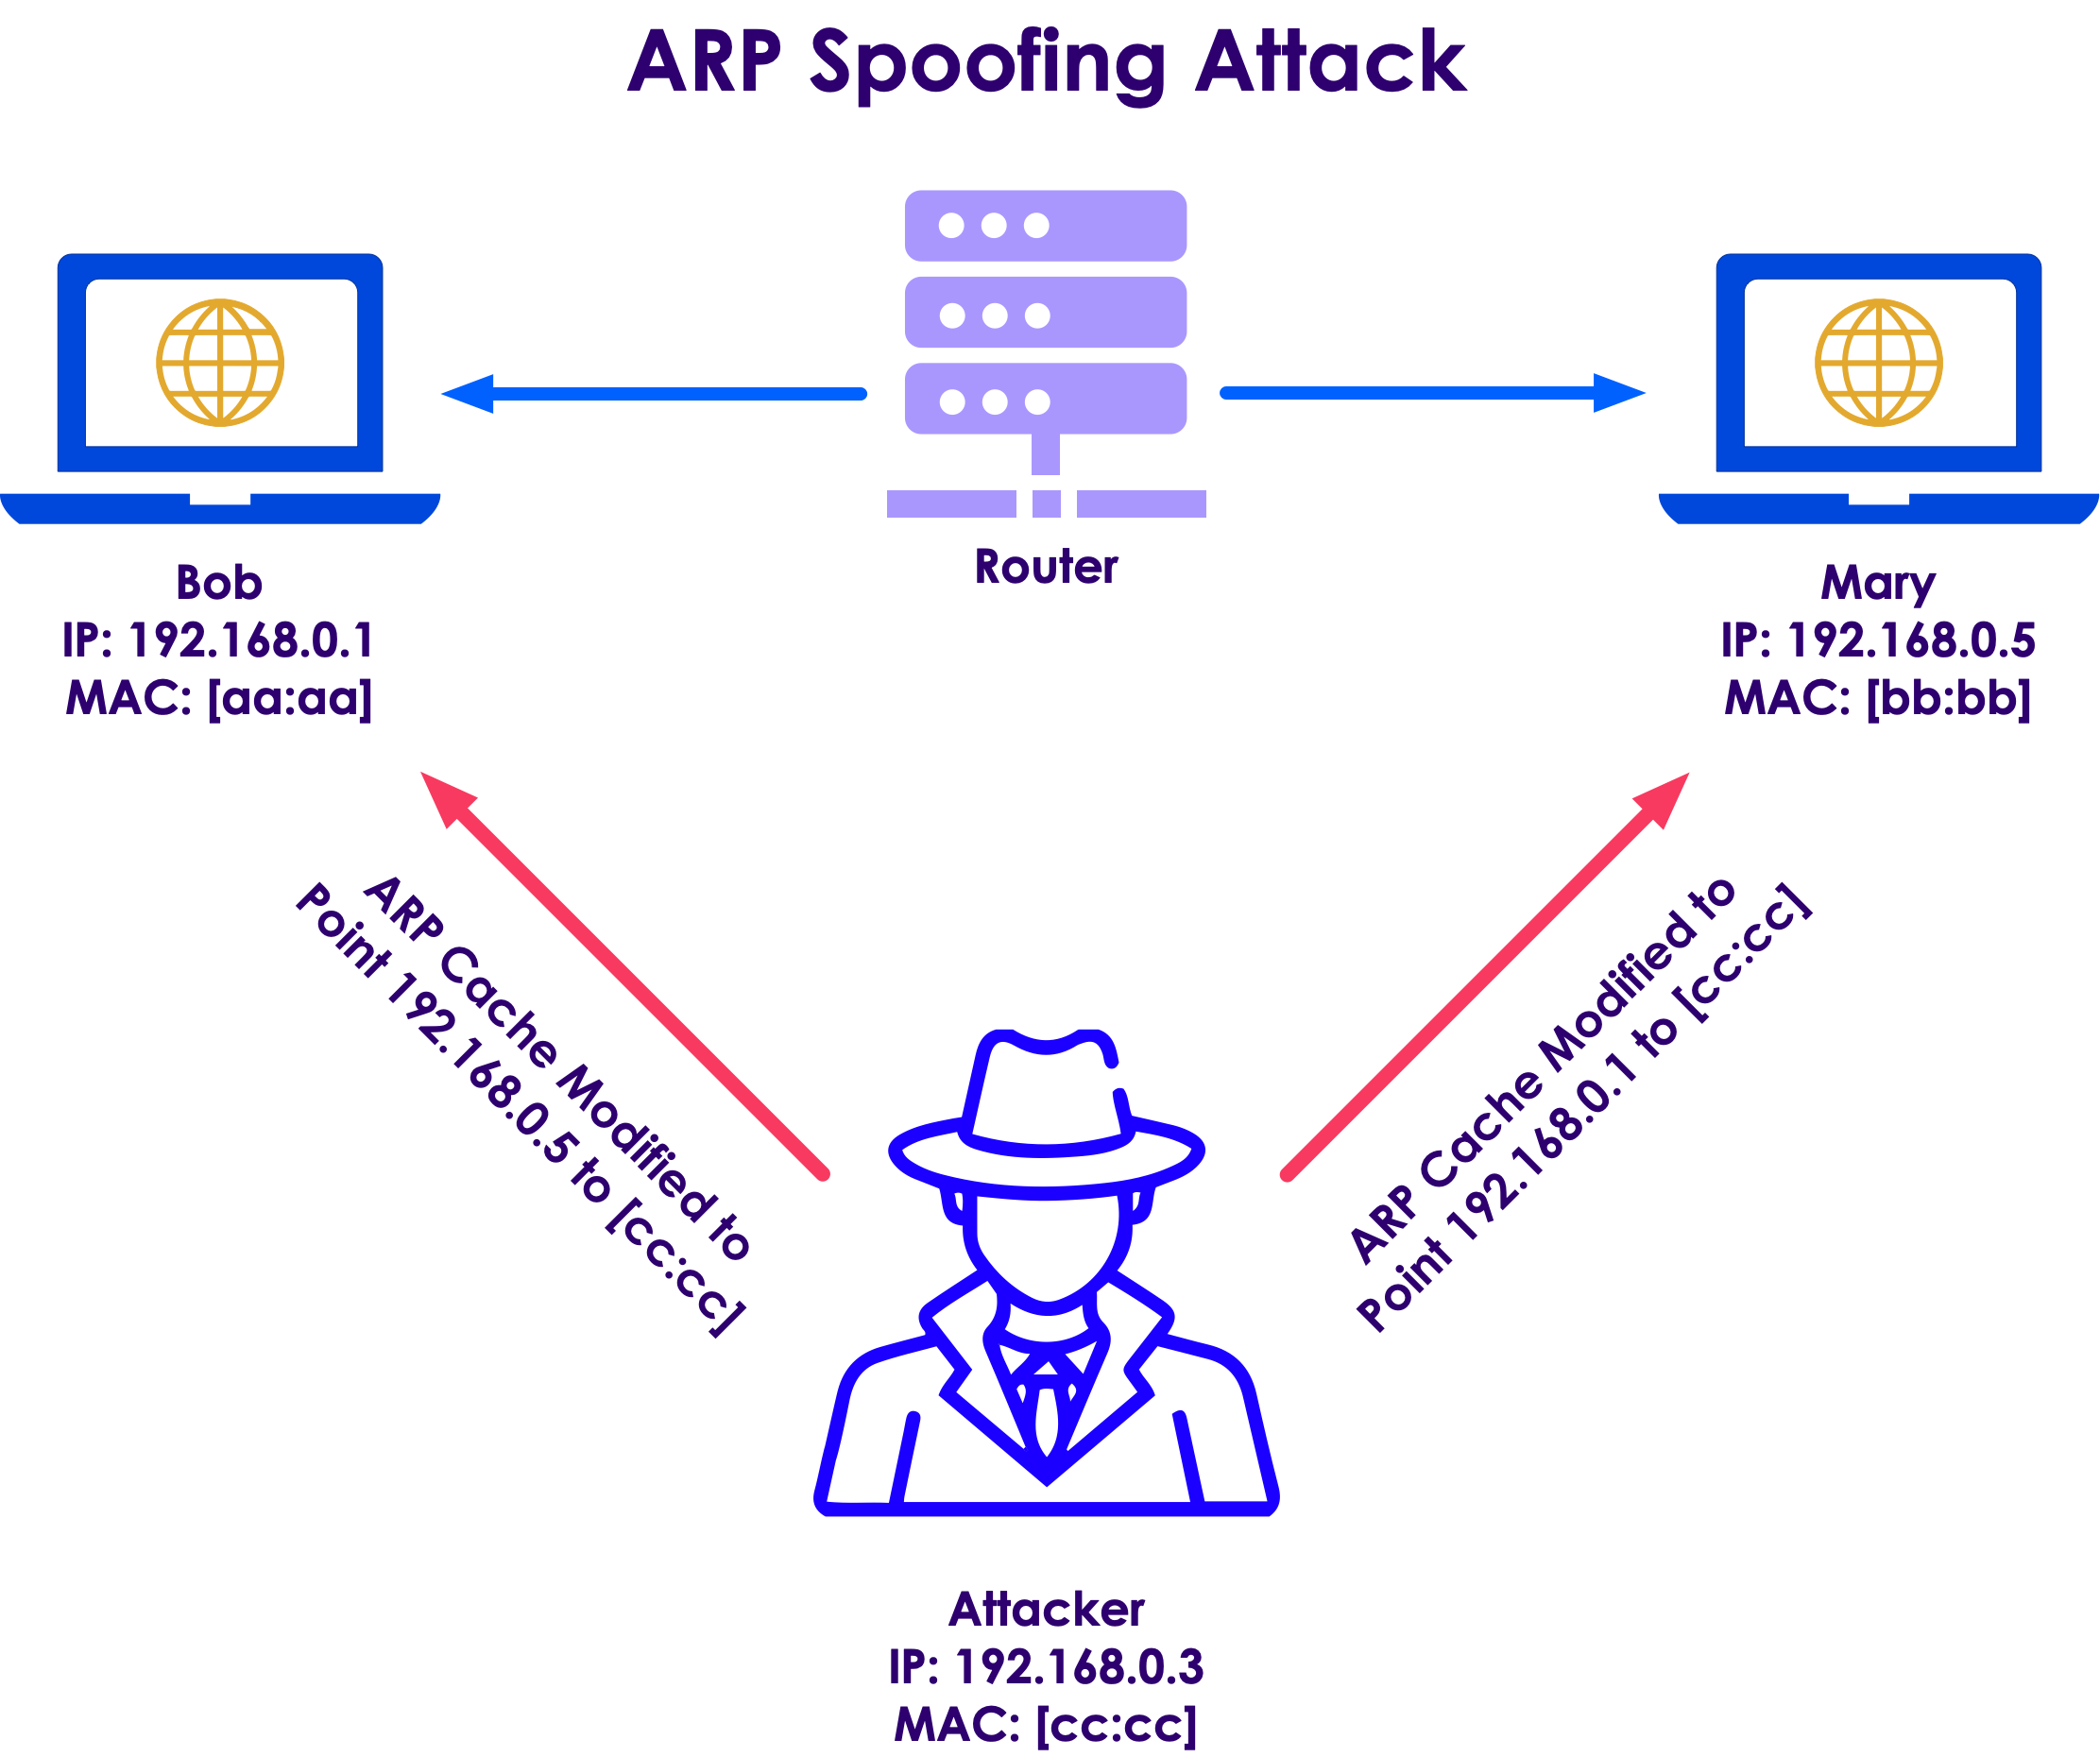 ARP Spoofing Attack
Router
Bob
IP: 192.168.0.1
MAC: [aa:aa]
Mary
IP: 192.168.0.5
MAC: [bb:bb]
ARP Cache Modified to
Point 192.168.0.5 to [cc:cc]
ARP Cache Modified to
Point 192.168.0.1 to [cc:cc]
Attacker
IP: 192.168.0.3
MAC: [cc:cc]